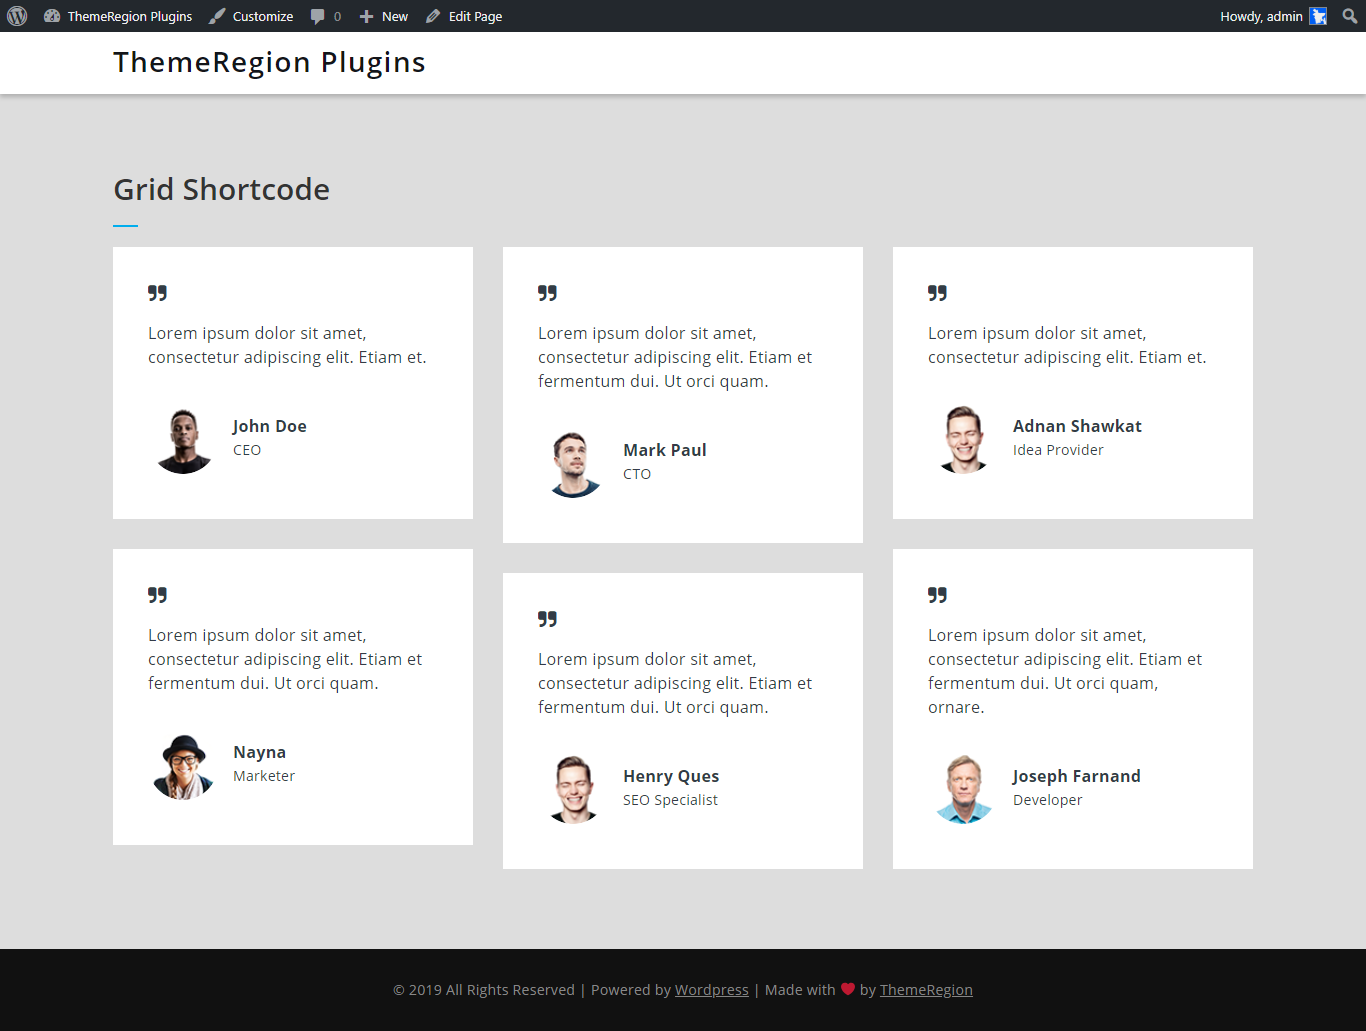 ThemeRegion Plugins Customize 0 New Edit Page Howdy, admin
ThemeRegion Plugins
Grid Shortcode
Lorem ipsum dolor sit amet,
consectetur adipiscing elit. Etiam et.
John Doe
CEO
Lorem ipsum dolor sit amet,
consectetur adipiscing elit. Etiam et
fermentum dui. Ut orci quam.
Mark Paul
CTO
Lorem ipsum dolor sit amet,
consectetur adipiscing elit. Etiam et.
Adnan Shawkat
Idea Provider
Lorem ipsum dolor sit amet,
consectetur adipiscing elit. Etiam et
fermentum dui. Ut orci quam.
Nayna
Marketer
Lorem ipsum dolor sit amet,
consectetur adipiscing elit. Etiam et
fermentum dui. Ut orci quam.
Henry Ques
SEO Specialist
Lorem ipsum dolor sit amet,
consectetur adipiscing elit. Etiam et
fermentum dui. Ut orci quam,
ornare.
Joseph Farnand
Developer
© 2019 All Rights Reserved | Powered by Wordpress | Made with ❤ by ThemeRegion